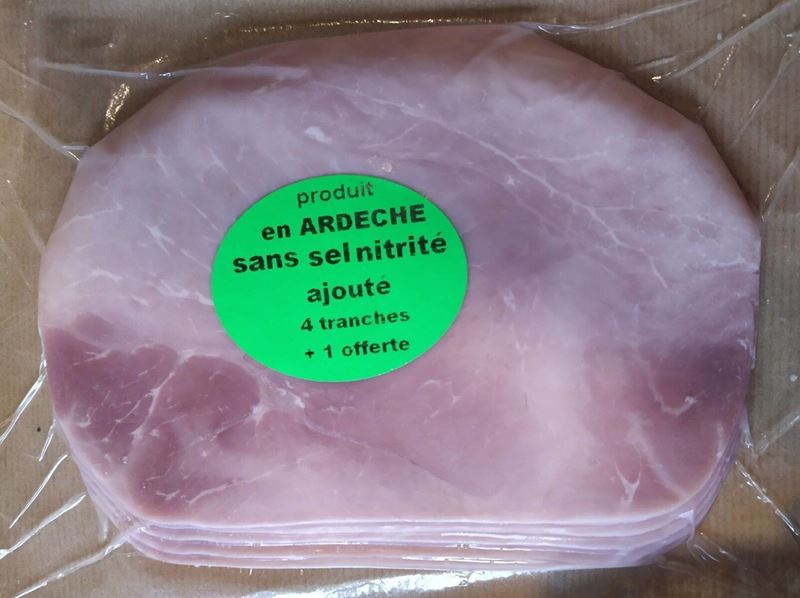 produit
en ARDECHE
sans sel nitrité
ajouté
4 tranches
+ 1 offerte